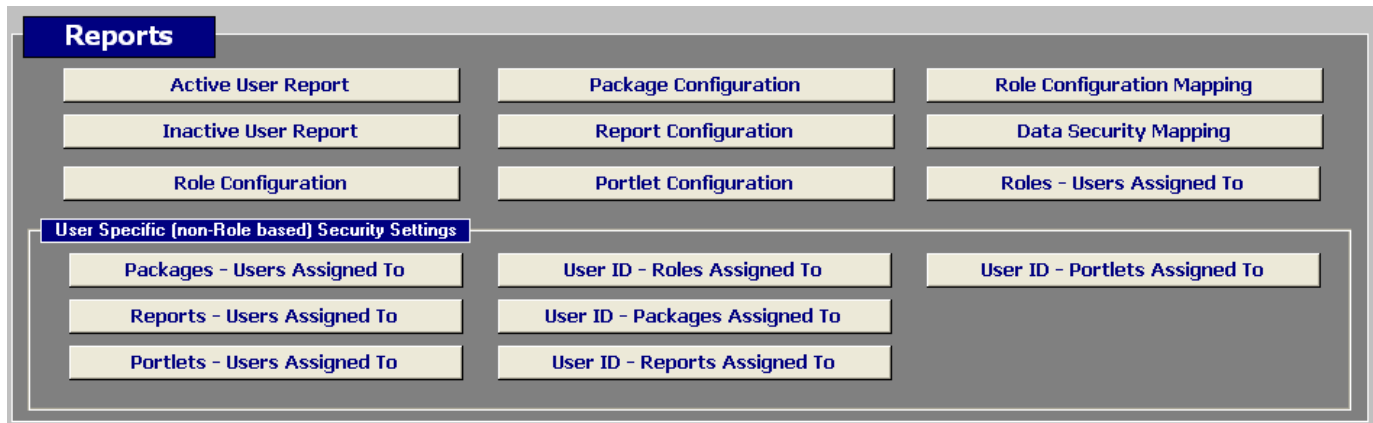 Reports
Active User Report
Package Configuration
Role Configuration Mapping
Inactive User Report
Report Configuration
Data Security Mapping
Role Configuration
Portlet Configuration
Roles - Users Assigned To
User Specific (non-Role based) Security Settings
Packages - Users Assigned To
User ID - Roles Assigned To
User ID - Portlets Assigned To
Reports - Users Assigned To
User ID - Packages Assigned To
Portlets - Users Assigned To
User ID - Reports Assigned To